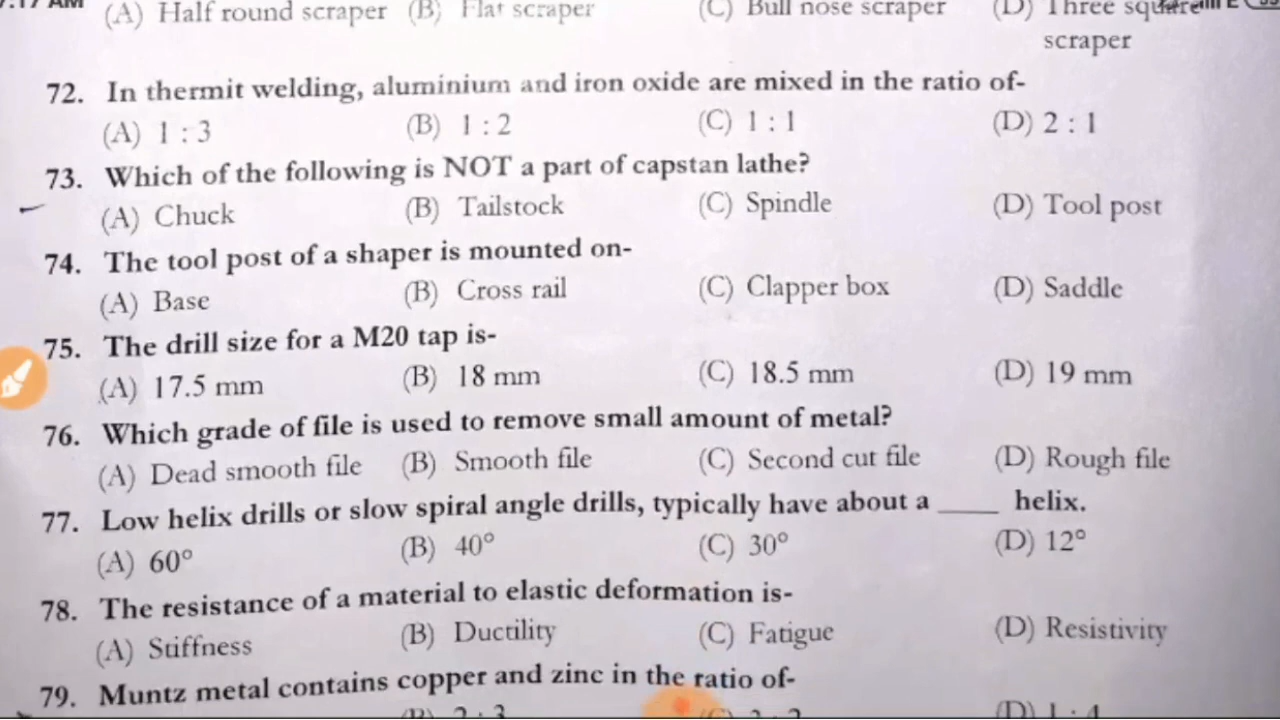 (A) Half round scraper (B) Flat scraper (C) Bull nose scraper (D) Three square
scraper
72. In thermit welding, aluminium and iron oxide are mixed in the ratio of-
(A) 1 : 3 (B) 1 : 2 (C) 1 : 1 (D) 2 : 1
73. Which of the following is NOT a part of capstan lathe?
(A) Chuck (B) Tailstock (C) Spindle (D) Tool post
74. The tool post of a shaper is mounted on-
(A) Base (B) Cross rail (C) Clapper box (D) Saddle
75. The drill size for a M20 tap is-
(A) 17.5 mm (B) 18 mm (C) 18.5 mm (D) 19 mm
76. Which grade of file is used to remove small amount of metal?
(A) Dead smooth file (B) Smooth file (C) Second cut file (D) Rough file
77. Low helix drills or slow spiral angle drills, typically have about a ____ helix.
(A) 60° (B) 40° (C) 30° (D) 12°
78. The resistance of a material to elastic deformation is-
(A) Stiffness (B) Ductility (C) Fatigue (D) Resistivity
79. Muntz metal contains copper and zinc in the ratio of-
(B) 2 : 3 (C) 3 : 2 (D) 1 : 4